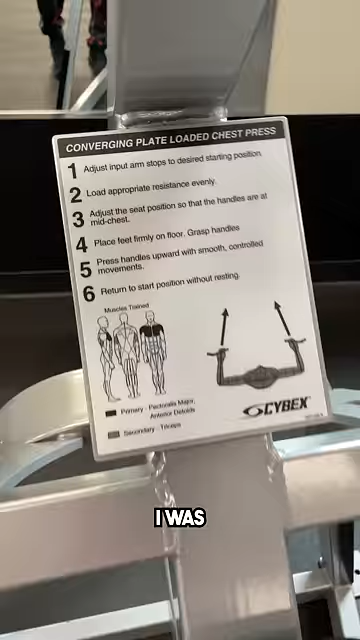 CONVERGING PLATE LOADED CHEST PRESS
1 Adjust input arm stops to desired starting position.
2 Load appropriate resistance evenly.
3 Adjust the seat position so that the handles are at
mid-chest.
4 Place feet firmly on floor. Grasp handles
5 Press handles upward with smooth, controlled
movements.
6 Return to start position without resting.
Muscles Trained
Primary - Pectoralis Major,
Anterior Deltoids
Secondary - Triceps
CYBEX
I WAS